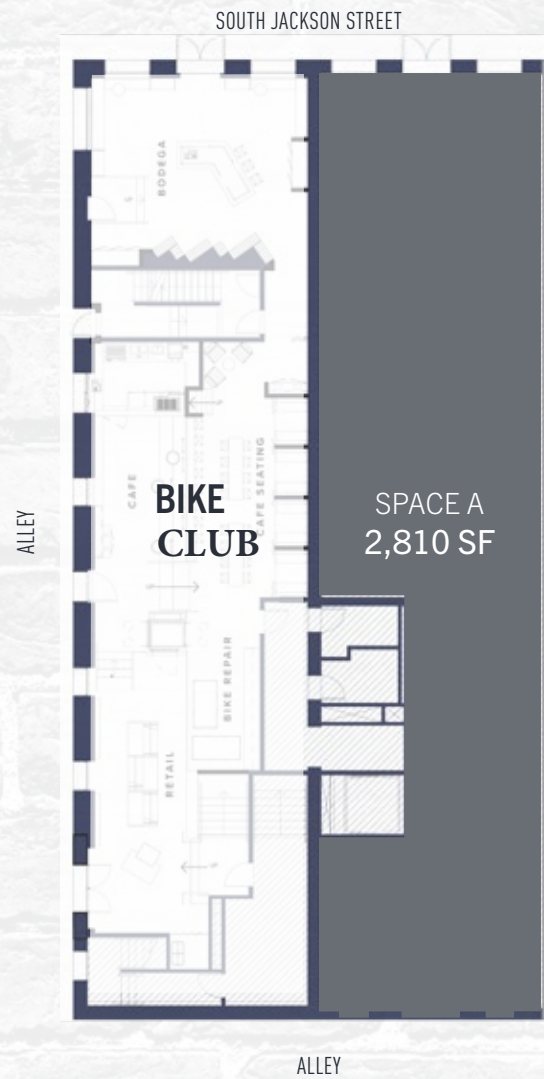 SOUTH JACKSON STREET
BODEGA
CAFE
CAFE SEATING
BIKE
CLUB
SPACE A
2,810 SF
ALLEY
BIKE REPAIR
RETAIL
ALLEY